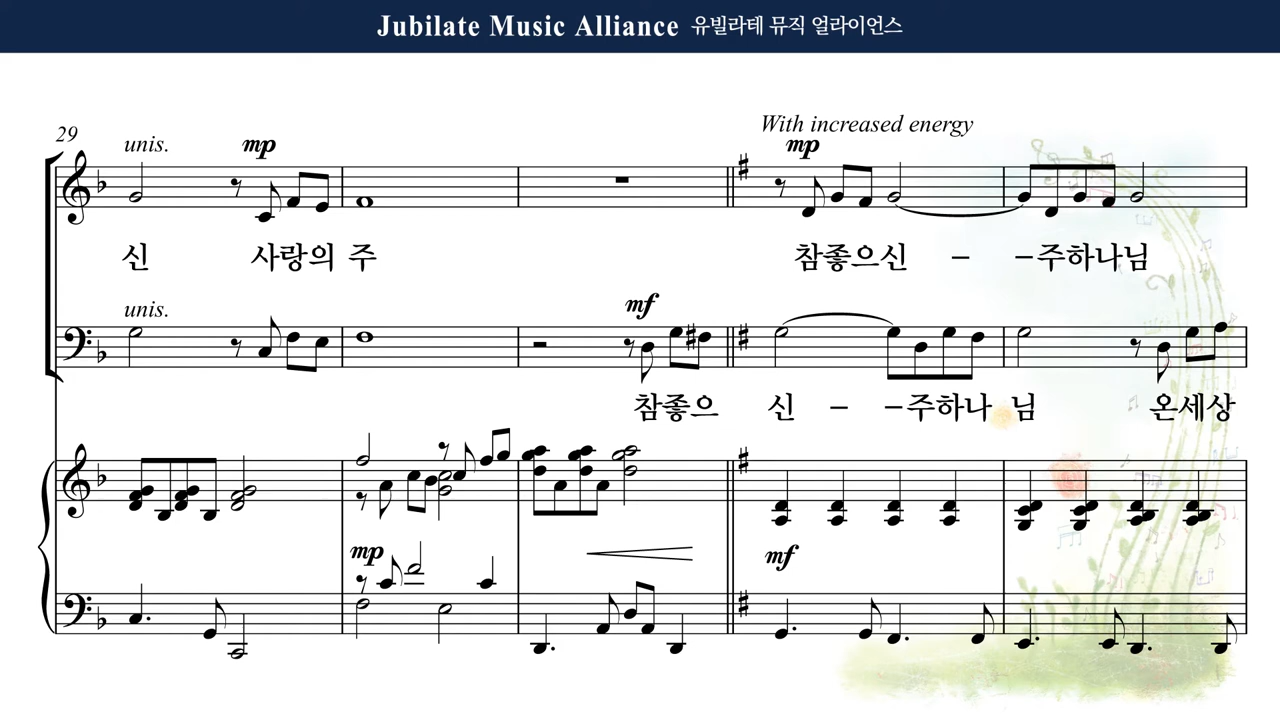 Jubilate Music Alliance 유빌라테 뮤직 얼라이언스
With increased energy
29 unis. mp mp
신 사랑의 주 참좋으신 – –주하나님
unis. mf
참좋으 신 – –주하나 님 온세상
mp mf